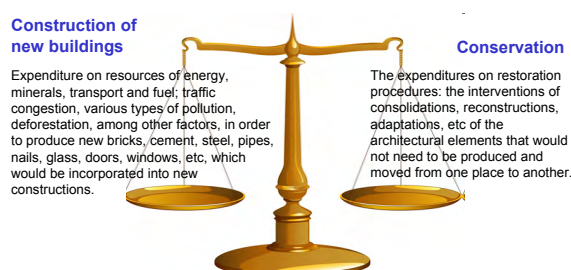 Construction of
new buildings
Expenditure on resources of energy,
minerals, transport and fuel; traffic
congestion, various types of pollution,
deforestation, among other factors, in order
to produce new bricks, cement, steel, pipes,
nails, glass, doors, windows, etc, which
would be incorporated into new
constructions.
Conservation
The expenditures on restoration
procedures: the interventions of
consolidations, reconstructions,
adaptations, etc of the
architectural elements that would
not need to be produced and
moved from one place to another.